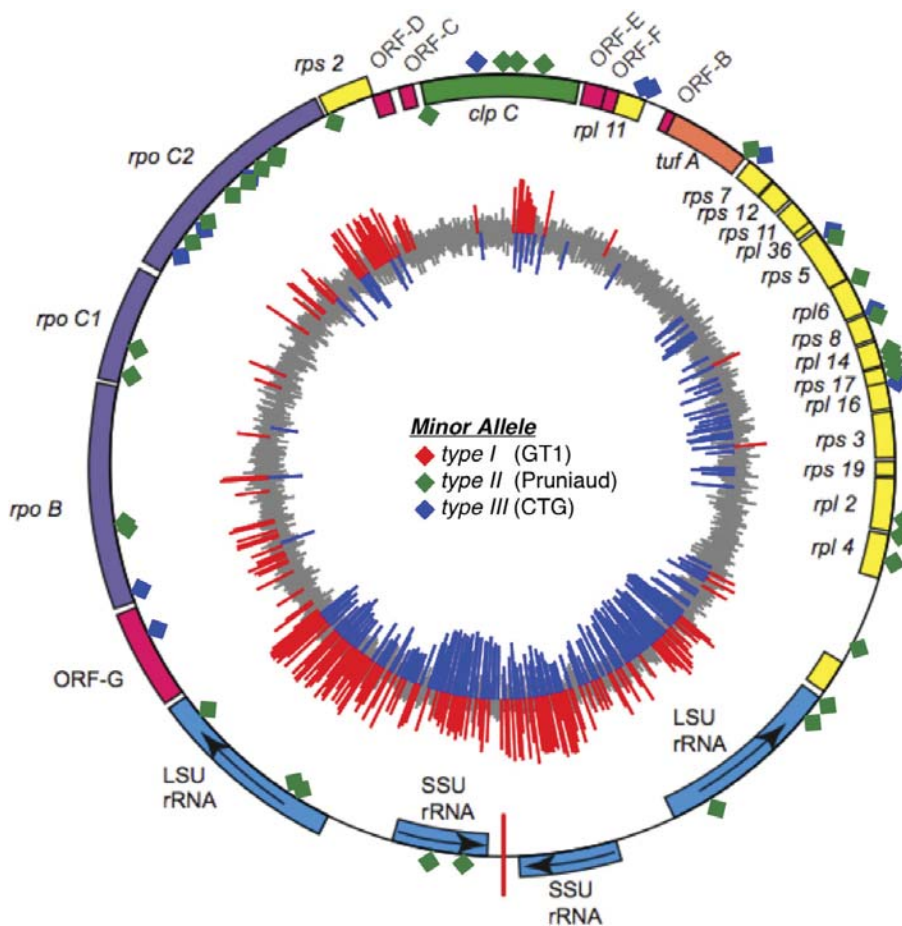 ORF-D
ORF-C
rps 2
clp C
ORF-E
ORF-F
rpl 11
ORF-B
tuf A
rps 7
rps 12
rps 11
rpl 36
rps 5
rpl6
rps 8
rpl 14
rps 17
rpl 16
rps 3
rps 19
rpl 2
rpl 4
rpo C2
rpo C1
rpo B
ORF-G
Minor Allele
type I (GT1)
type II (Pruniaud)
type III (CTG)
LSU
rRNA
SSU
rRNA
SSU
rRNA
LSU
rRNA